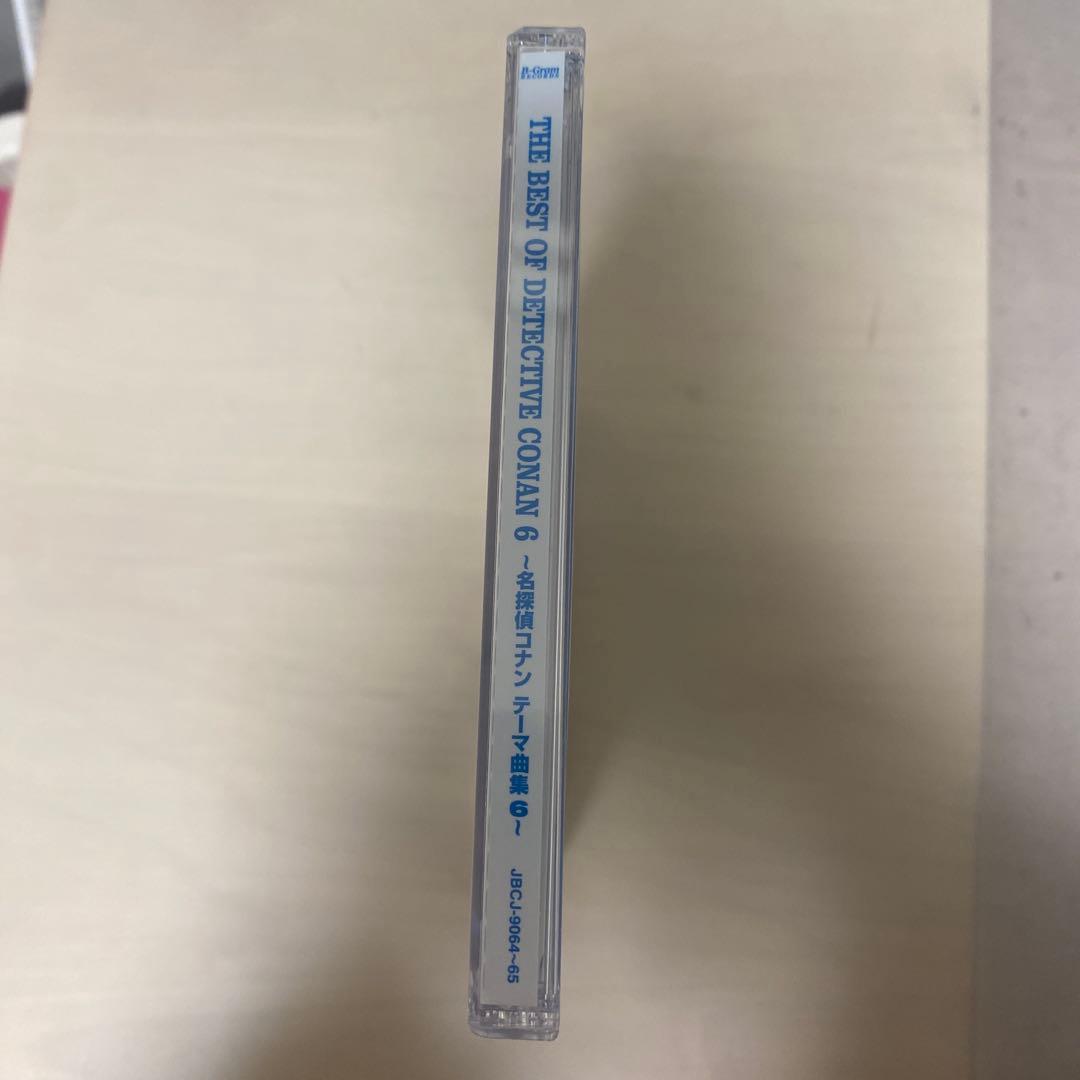 B-Gram
RECORDS
THE BEST OF DETECTIVE CONAN 6 ~名探偵コナン テーマ曲集 6~
JBCJ-9064~65